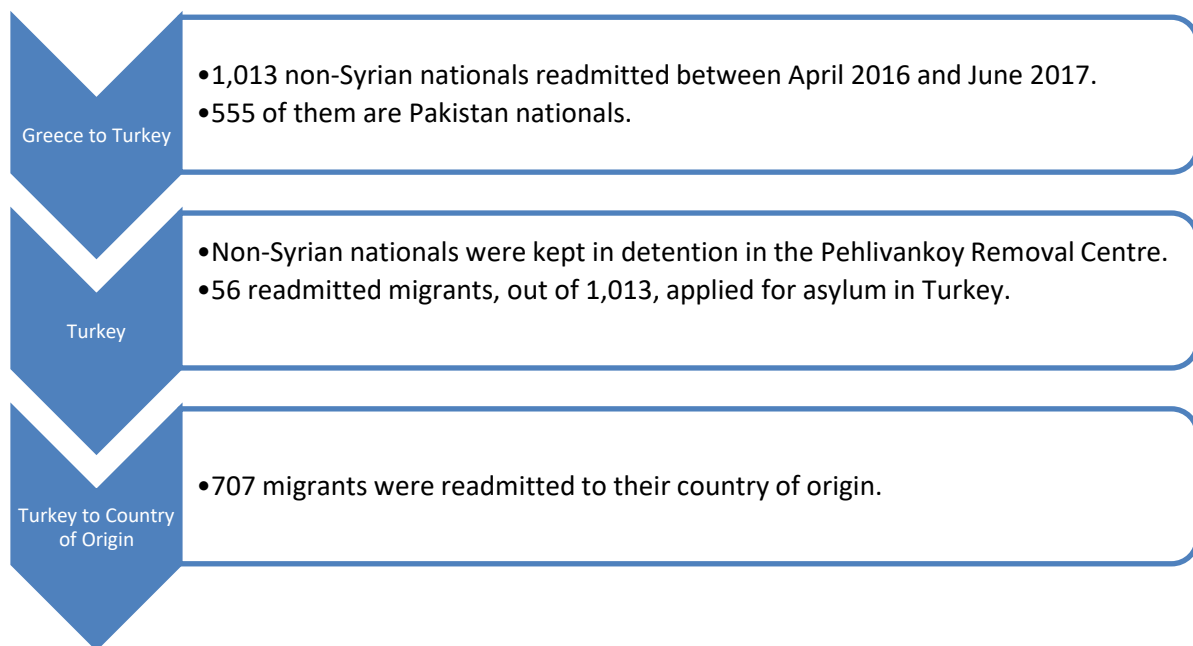 Greece to Turkey
•1,013 non-Syrian nationals readmitted between April 2016 and June 2017.
•555 of them are Pakistan nationals.
Turkey
•Non-Syrian nationals were kept in detention in the Pehlivankoy Removal Centre.
•56 readmitted migrants, out of 1,013, applied for asylum in Turkey.
Turkey to Country
of Origin
•707 migrants were readmitted to their country of origin.